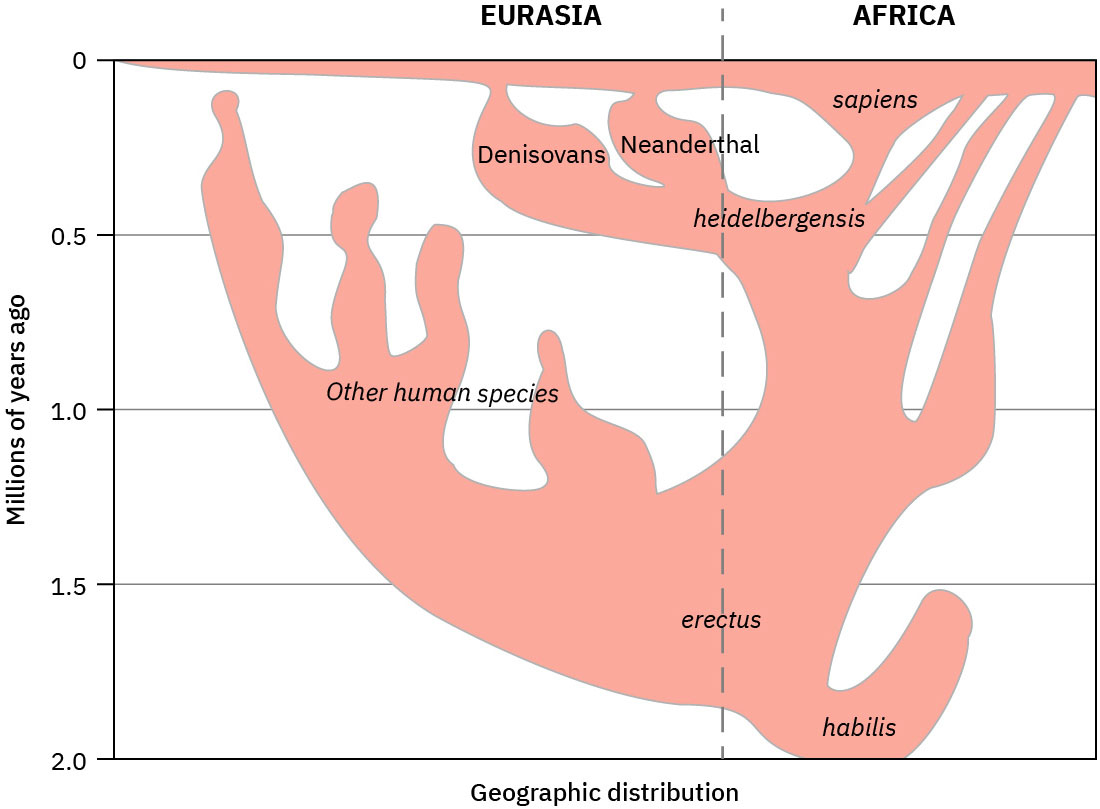 EURASIA
AFRICA
0
sapiens
Neanderthal
Denisovans
heidelbergensis
0.5
Other human species
1.0
Millions of years ago
1.5
erectus
habilis
2.0
Geographic distribution